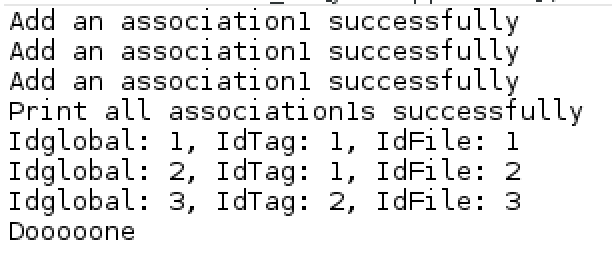 Add an association1 successfully
Add an association1 successfully
Add an association1 successfully
Print all association1s successfully
Idglobal: 1, IdTag: 1, IdFile: 1
Idglobal: 2, IdTag: 1, IdFile: 2
Idglobal: 3, IdTag: 2, IdFile: 3
Dooooone